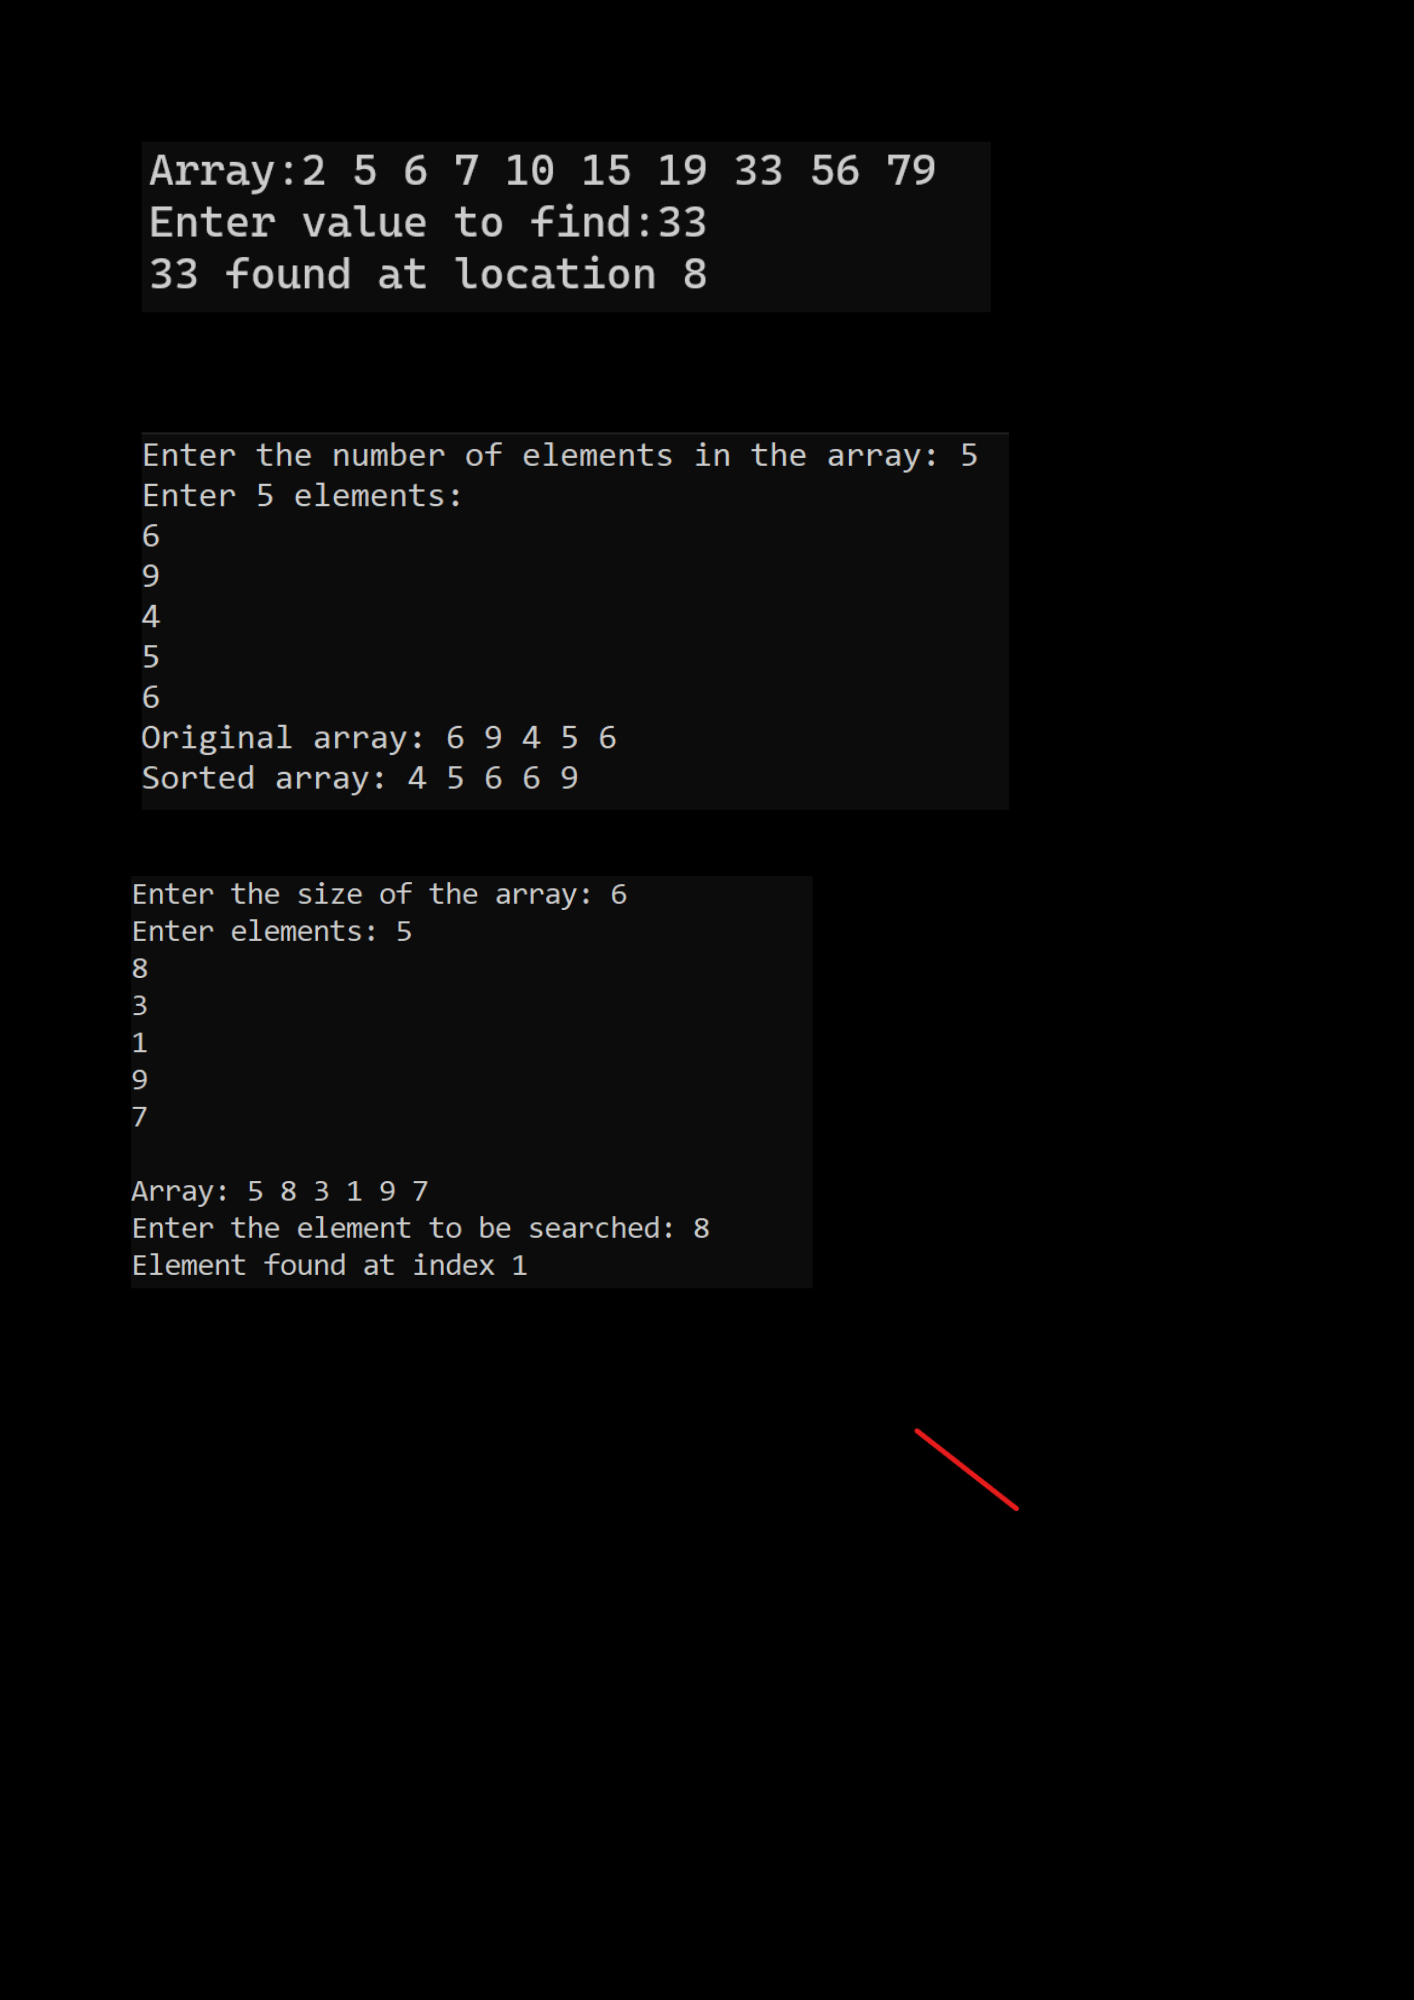 Array:2 5 6 7 10 15 19 33 56 79
Enter value to find:33
33 found at location 8
Enter the number of elements in the array: 5
Enter 5 elements:
6
9
4
5
6
Original array: 6 9 4 5 6
Sorted array: 4 5 6 6 9
Enter the size of the array: 6
Enter elements: 5
8
3
1
9
7
Array: 5 8 3 1 9 7
Enter the element to be searched: 8
Element found at index 1